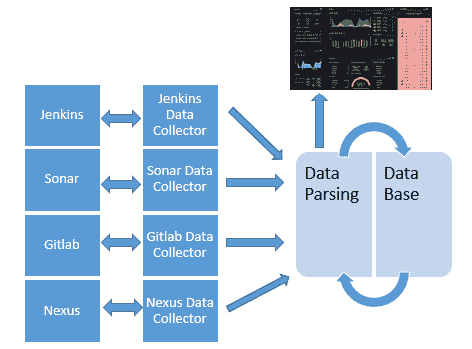 Jenkins
Jenkins
Data
Collector
Sonar
Sonar Data
Collector
Gitlab
Gitlab Data
Collector
Nexus
Nexus Data
Collector
Data
Parsing
Data
Base